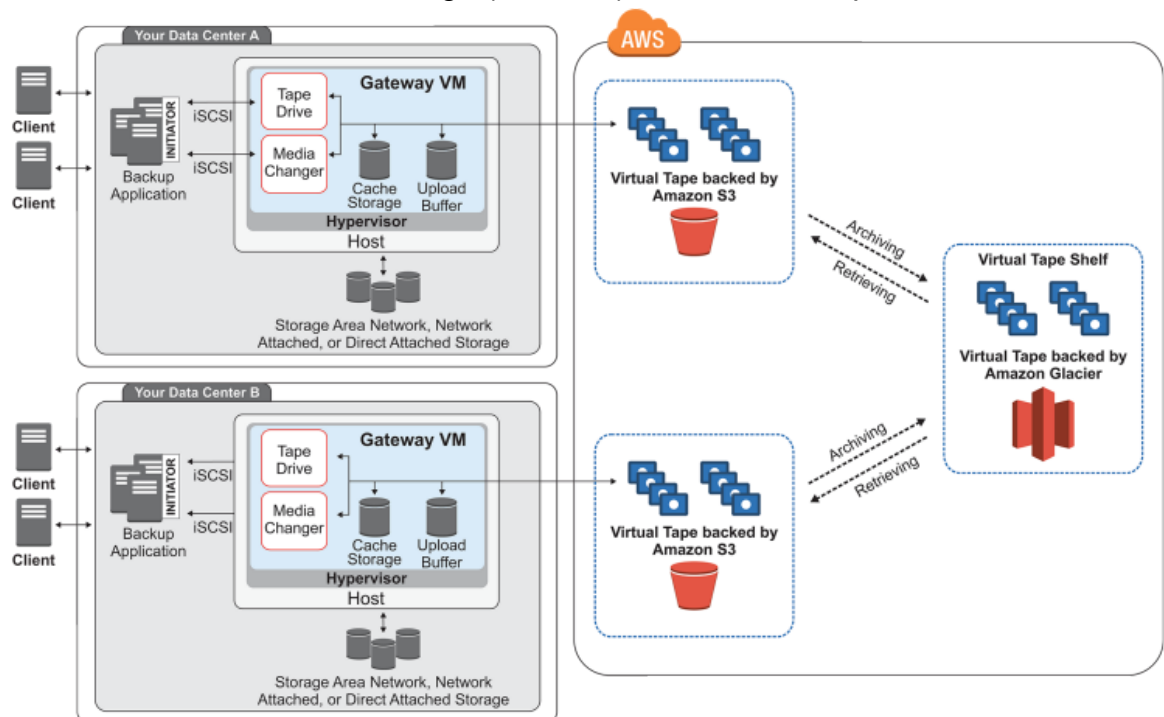 Your Data Center A
Client
Client
Backup
Application
INITIATOR
iSCSI
iSCSI
Gateway VM
Tape
Drive
Media
Changer
Cache
Storage
Upload
Buffer
Hypervisor
Host
Storage Area Network, Network
Attached, or Direct Attached Storage
Your Data Center B
Client
Client
Backup
Application
INITIATOR
iSCSI
iSCSI
Gateway VM
Tape
Drive
Media
Changer
Cache
Storage
Upload
Buffer
Hypervisor
Host
Storage Area Network, Network
Attached, or Direct Attached Storage
AWS
Virtual Tape backed by
Amazon S3
Archiving
Retrieving
Virtual Tape Shelf
Virtual Tape backed by
Amazon Glacier
Archiving
Retrieving
Virtual Tape backed by
Amazon S3